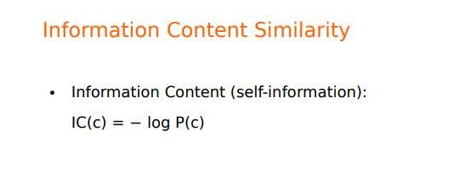 Information Content Similarity
• Information Content (self-information):
IC(c) = − log P(c)